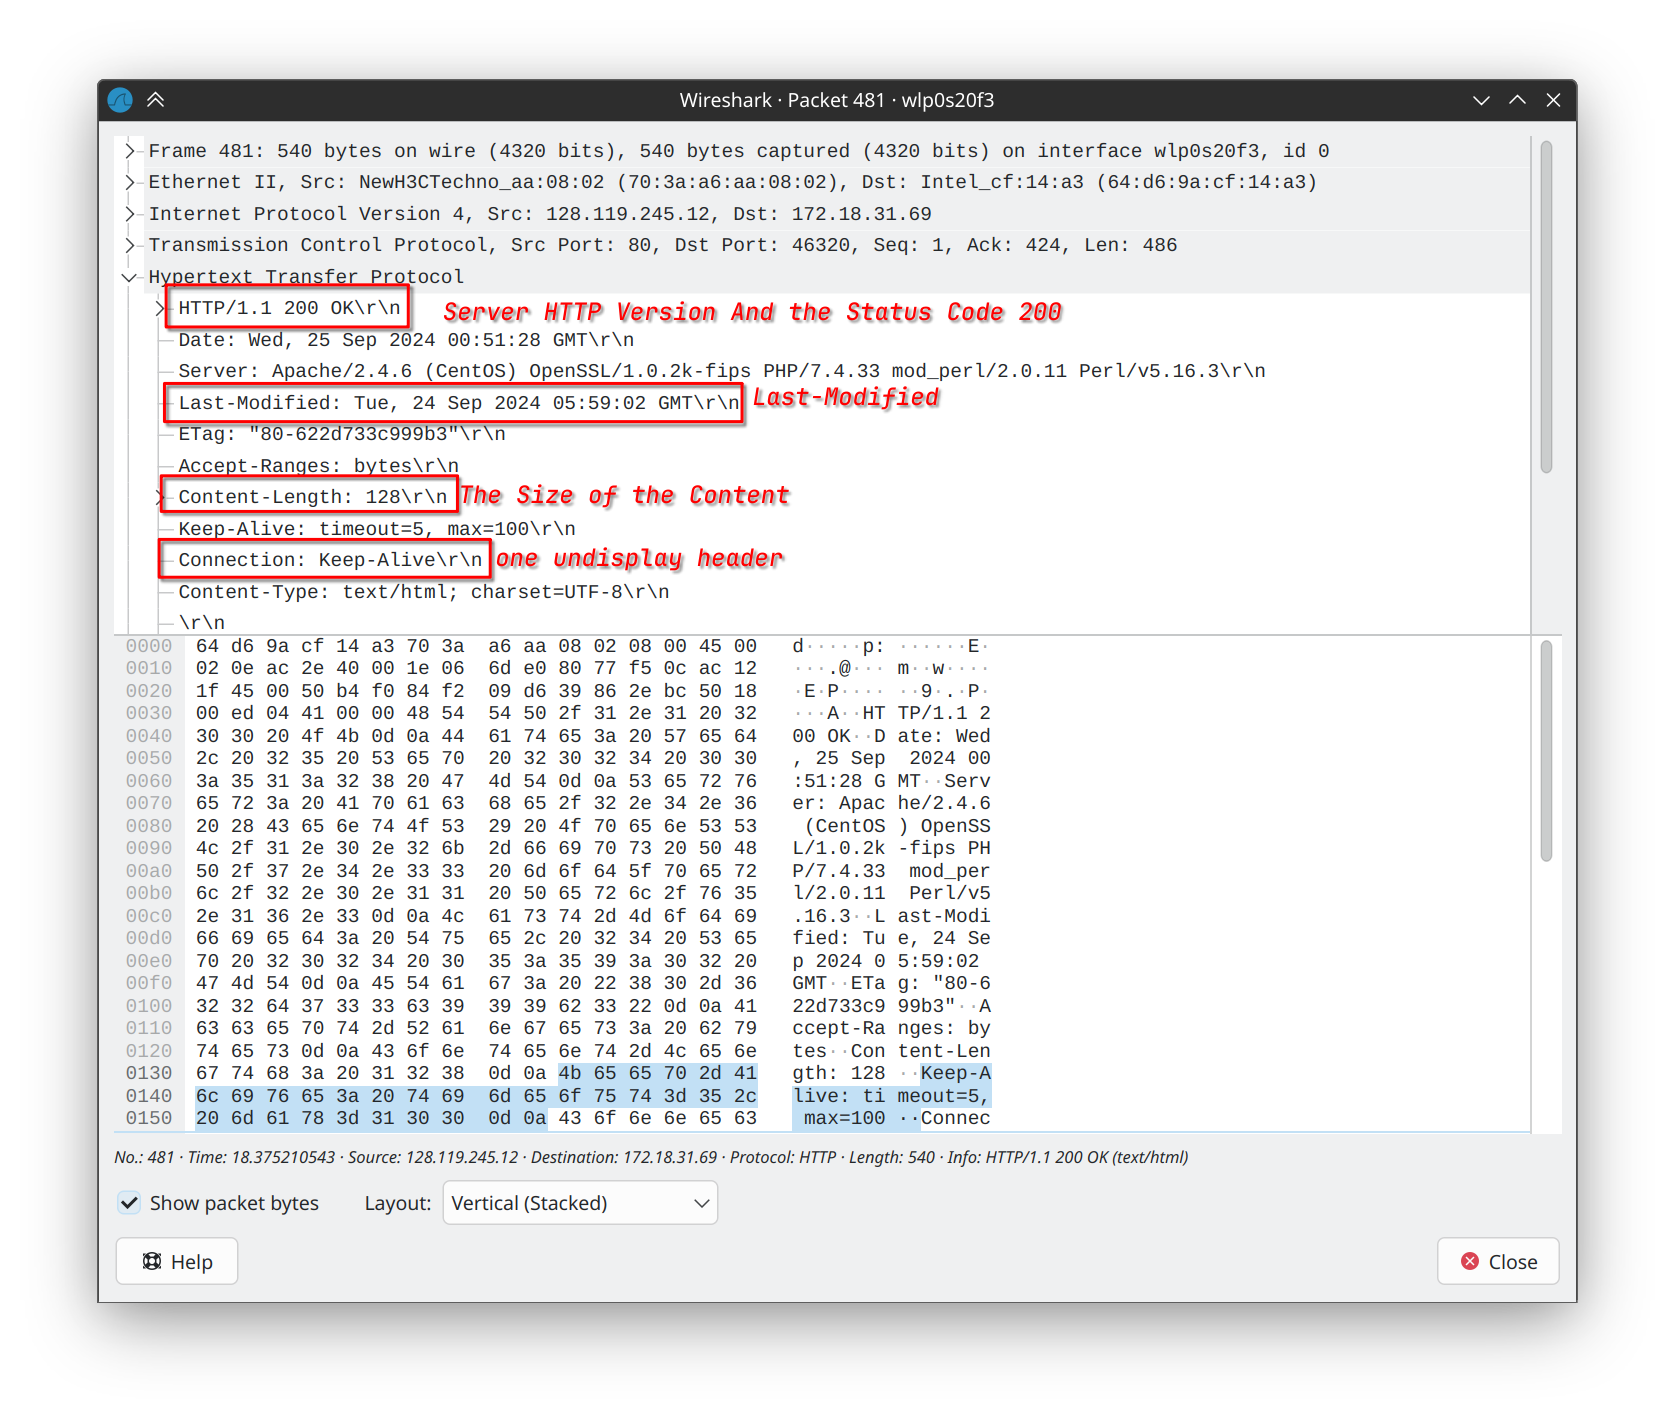 Wireshark · Packet 481 · wlp0s20f3
Frame 481: 540 bytes on wire (4320 bits), 540 bytes captured (4320 bits) on interface wlp0s20f3, id 0
Ethernet II, Src: NewH3CTechno_aa:08:02 (70:3a:a6:aa:08:02), Dst: Intel_cf:14:a3 (64:d6:9a:cf:14:a3)
Internet Protocol Version 4, Src: 128.119.245.12, Dst: 172.18.31.69
Transmission Control Protocol, Src Port: 80, Dst Port: 46320, Seq: 1, Ack: 424, Len: 486
Hypertext Transfer Protocol
HTTP/1.1 200 OK\r\n Server HTTP Version And the Status Code 200
Date: Wed, 25 Sep 2024 00:51:28 GMT\r\n
Server: Apache/2.4.6 (CentOS) OpenSSL/1.0.2k-fips PHP/7.4.33 mod_perl/2.0.11 Perl/v5.16.3\r\n
Last-Modified: Tue, 24 Sep 2024 05:59:02 GMT\r\n Last-Modified
ETag: "80-622d733c999b3"\r\n
Accept-Ranges: bytes\r\n
Content-Length: 128\r\n The Size of the Content
Keep-Alive: timeout=5, max=100\r\n
Connection: Keep-Alive\r\n one undisplay header
Content-Type: text/html; charset=UTF-8\r\n
\r\n
0000 64 d6 9a cf 14 a3 70 3a a6 aa 08 02 08 00 45 00 d·····p: ······E·
0010 02 0e ac 2e 40 00 1e 06 6d e0 80 77 f5 0c ac 12 ···.@··· m··w····
0020 1f 45 00 50 b4 f0 84 f2 09 d6 39 86 2e bc 50 18 ·E·P···· ··9·.·P·
0030 00 ed 04 41 00 00 48 54 54 50 2f 31 2e 31 20 32 ···A··HT TP/1.1 2
0040 30 30 20 4f 4b 0d 0a 44 61 74 65 3a 20 57 65 64 00 OK··D ate: Wed
0050 2c 20 32 35 20 53 65 70 20 32 30 32 34 20 30 30 , 25 Sep 2024 00
0060 3a 35 31 3a 32 38 20 47 4d 54 0d 0a 53 65 72 76 :51:28 G MT··Serv
0070 65 72 3a 20 41 70 61 63 68 65 2f 32 2e 34 2e 36 er: Apac he/2.4.6
0080 20 28 43 65 6e 74 4f 53 29 20 4f 70 65 6e 53 53 (CentOS ) OpenSS
0090 4c 2f 31 2e 30 2e 32 6b 2d 66 69 70 73 20 50 48 L/1.0.2k -fips PH
00a0 50 2f 37 2e 34 2e 33 33 20 6d 6f 64 5f 70 65 72 P/7.4.33 mod_per
00b0 6c 2f 32 2e 30 2e 31 31 20 50 65 72 6c 2f 76 35 l/2.0.11 Perl/v5
00c0 2e 31 36 2e 33 0d 0a 4c 61 73 74 2d 4d 6f 64 69 .16.3··L ast-Modi
00d0 66 69 65 64 3a 20 54 75 65 2c 20 32 34 20 53 65 fied: Tu e, 24 Se
00e0 70 20 32 30 32 34 20 30 35 3a 35 39 3a 30 32 20 p 2024 0 5:59:02
00f0 47 4d 54 0d 0a 45 54 61 67 3a 20 22 38 30 2d 36 GMT··ETa g: "80-6
0100 32 32 64 37 33 33 63 39 39 39 62 33 22 0d 0a 41 22d733c9 99b3"··A
0110 63 63 65 70 74 2d 52 61 6e 67 65 73 3a 20 62 79 ccept-Ra nges: by
0120 74 65 73 0d 0a 43 6f 6e 74 65 6e 74 2d 4c 65 6e tes··Con tent-Len
0130 67 74 68 3a 20 31 32 38 0d 0a 4b 65 65 70 2d 41 gth: 128 ··Keep-A
0140 6c 69 76 65 3a 20 74 69 6d 65 6f 75 74 3d 35 2c live: ti meout=5,
0150 20 6d 61 78 3d 31 30 30 0d 0a 43 6f 6e 6e 65 63 max=100 ··Connec
No.: 481 · Time: 18.375210543 · Source: 128.119.245.12 · Destination: 172.18.31.69 · Protocol: HTTP · Length: 540 · Info: HTTP/1.1 200 OK (text/html)
Show packet bytes Layout: Vertical (Stacked)
Help Close